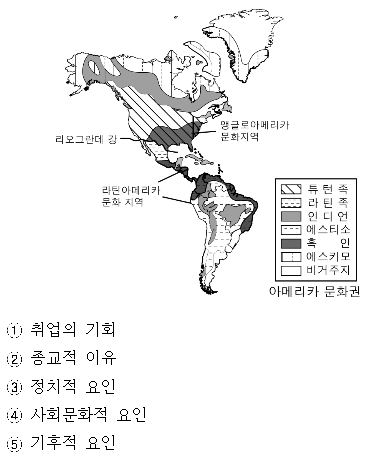 앵글로아메리카
문화지역
리오그란데 강
라틴아메리카
문화 지역
튜 턴 족
라 틴 족
인 디 언
에스티소
흑 인
에스키모
비거주지
아메리카 문화권
① 취업의 기회
② 종교적 이유
③ 정치적 요인
④ 사회문화적 요인
⑤ 기후적 요인